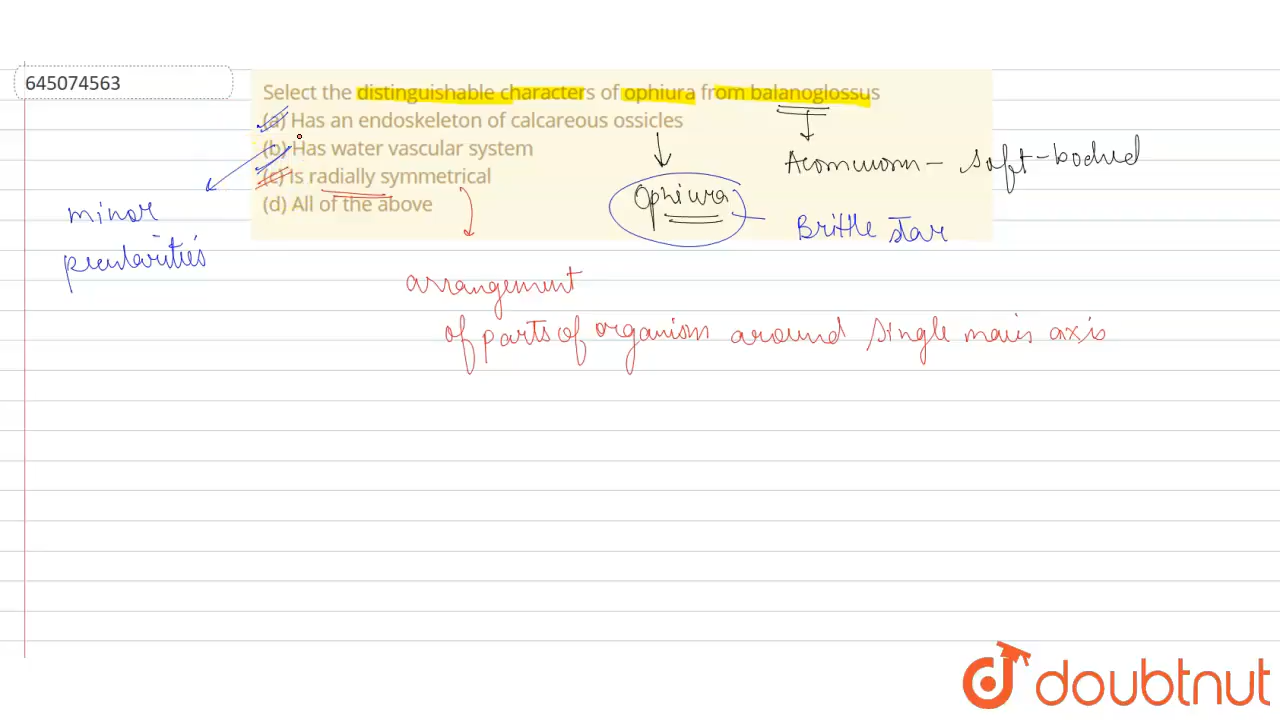 645074563
Select the distinguishable characters of ophiura from balanoglossus
(a) Has an endoskeleton of calcareous ossicles
(b) Has water vascular system
(c) Is radially symmetrical
(d) All of the above
Acornworm - soft-bodied
Ophiura
Brittle star
minor
pecularities
arrangement
of parts of organism around single main axis
doubtnut